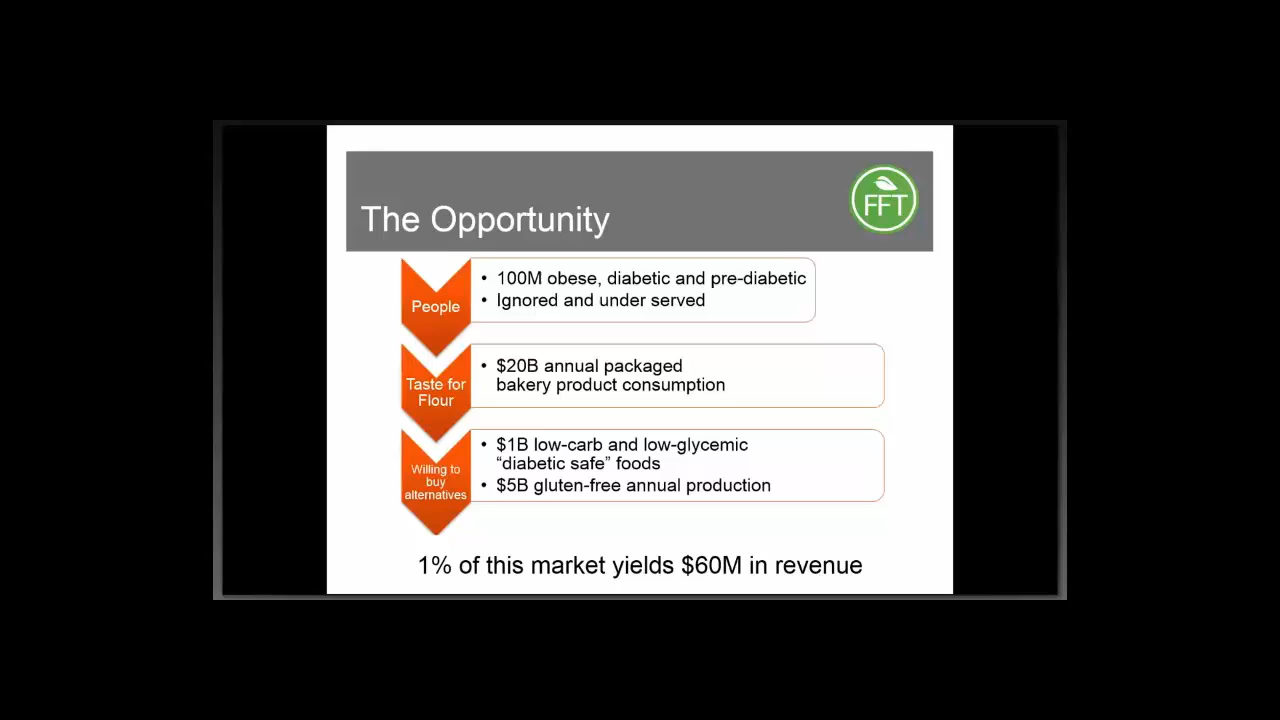 The Opportunity
FFT
People
• 100M obese, diabetic and pre-diabetic
• Ignored and under served
Taste for
Flour
• $20B annual packaged
bakery product consumption
Willing to
buy
alternatives
• $1B low-carb and low-glycemic
“diabetic safe” foods
• $5B gluten-free annual production
1% of this market yields $60M in revenue